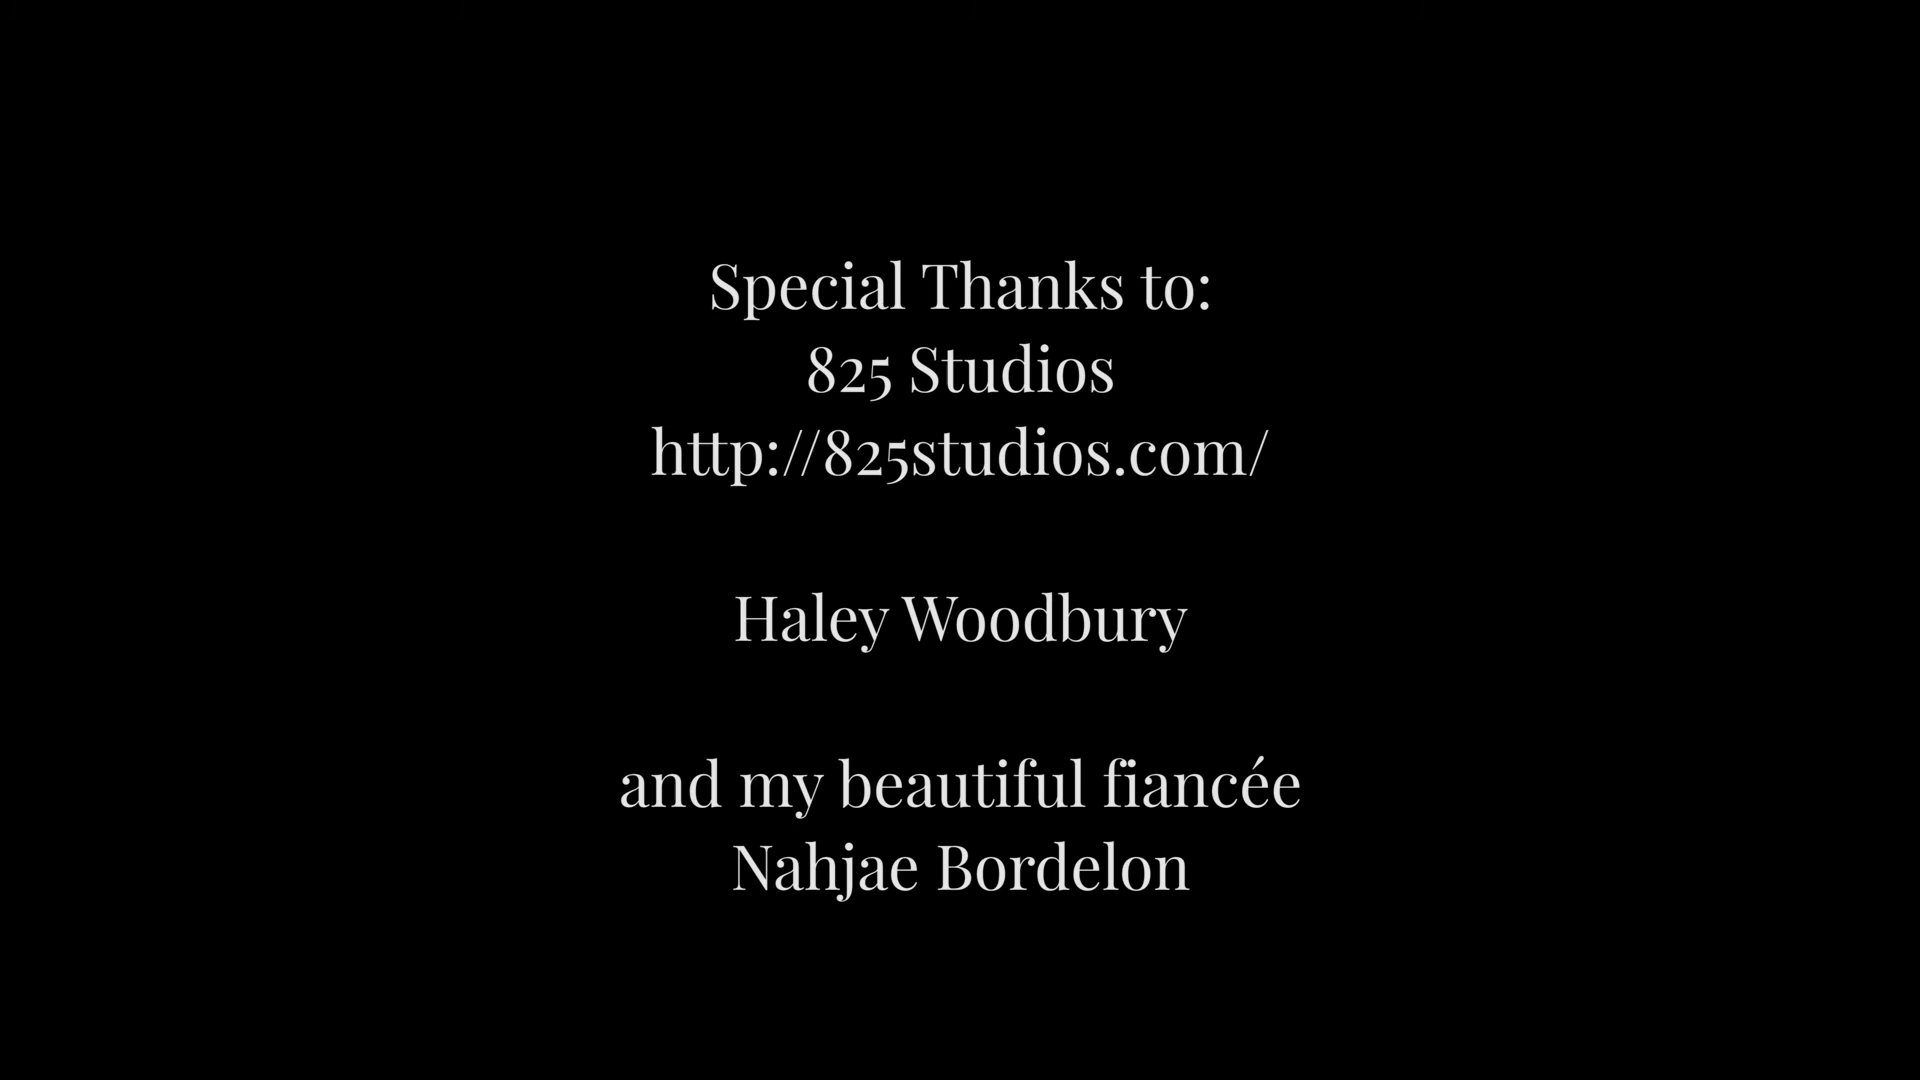 Special Thanks to:
825 Studios
http://825studios.com/
Haley Woodbury
and my beautiful fiancée
Nahjae Bordelon